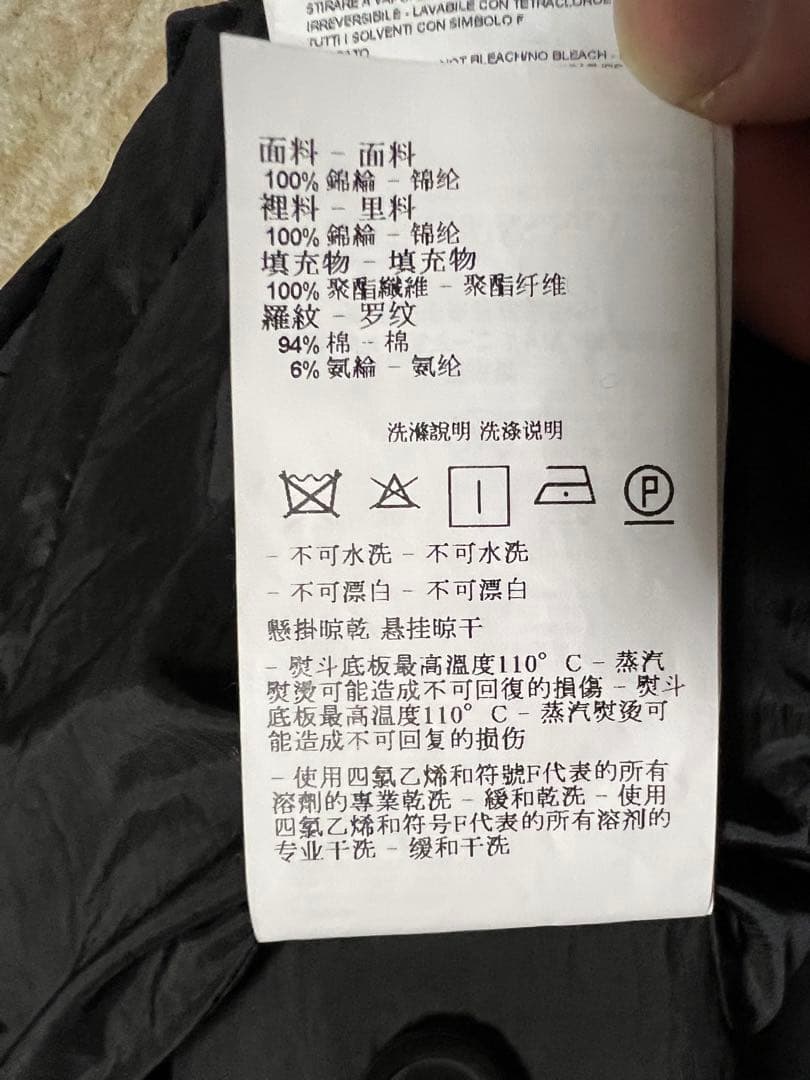 IRREVERSIBILE - LAVABILE CON
TUTTI I SOLVENTI CON SIMBOLO F
BLEACH/NO BLEACH -
面料 - 面料
100% 錦綸 - 锦纶
裡料 - 里料
100% 錦綸 - 锦纶
填充物 - 填充物
100% 聚酯纖維 - 聚酯纤维
羅紋 - 罗纹
94% 棉 - 棉
6% 氨綸 - 氨纶
洗滌說明 洗涤说明
P
- 不可水洗 - 不可水洗
- 不可漂白 - 不可漂白
懸掛晾乾 悬挂晾干
- 熨斗底板最高溫度110° C - 蒸汽
熨燙可能造成不可回復的損傷 - 熨斗
底板最高温度110° C - 蒸汽熨烫可
能造成不可回复的损伤
- 使用四氯乙烯和符號F代表的所有
溶劑的專業乾洗 - 緩和乾洗 - 使用
四氯乙烯和符号F代表的所有溶剂的
专业干洗 - 缓和干洗